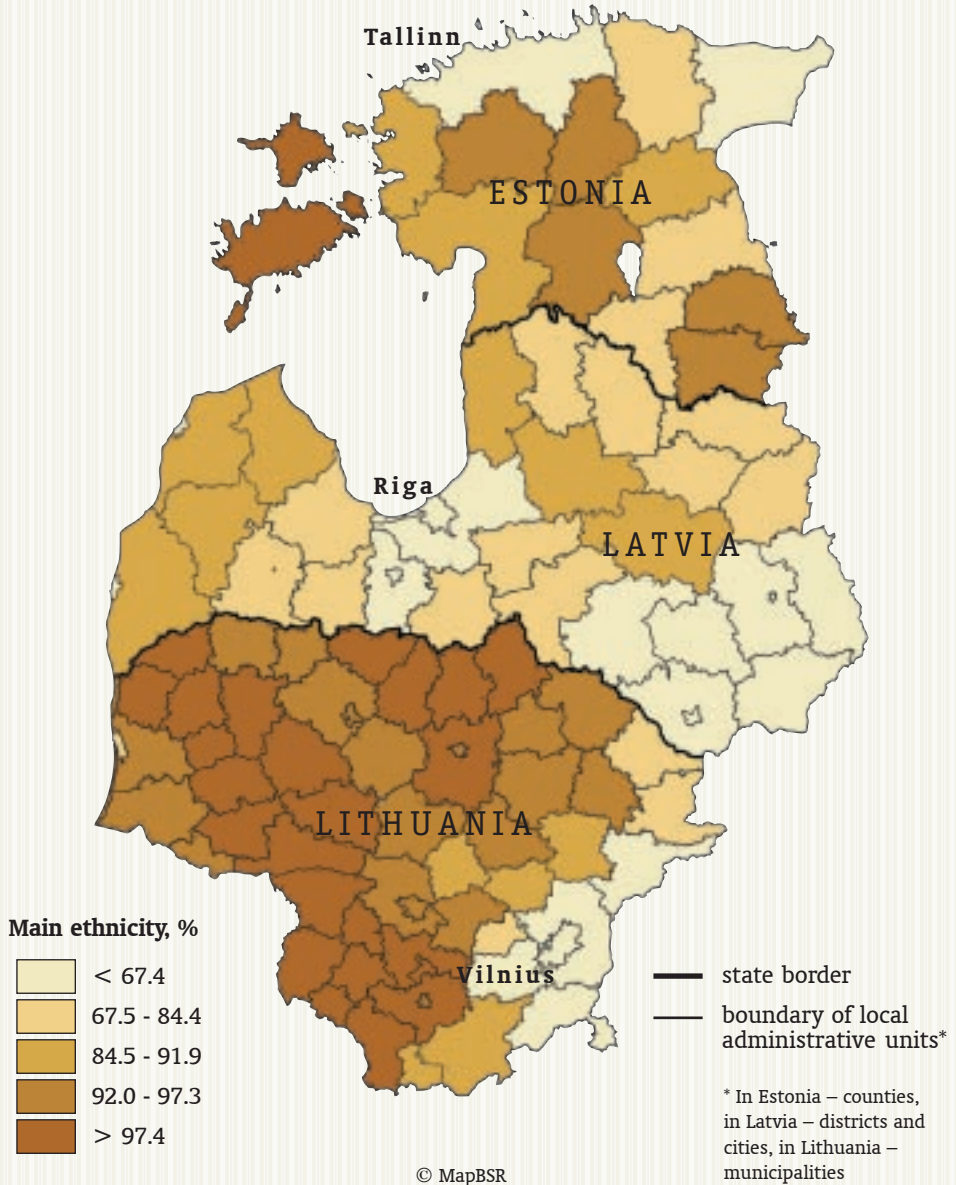 Tallinn
ESTONIA
Riga
LATVIA
LITHUANIA
Vilnius
Main ethnicity, %
< 67.4
67.5 - 84.4
84.5 - 91.9
92.0 - 97.3
> 97.4
state border
boundary of local
administrative units*
* In Estonia – counties,
in Latvia – districts and
cities, in Lithuania –
municipalities
© MapBSR